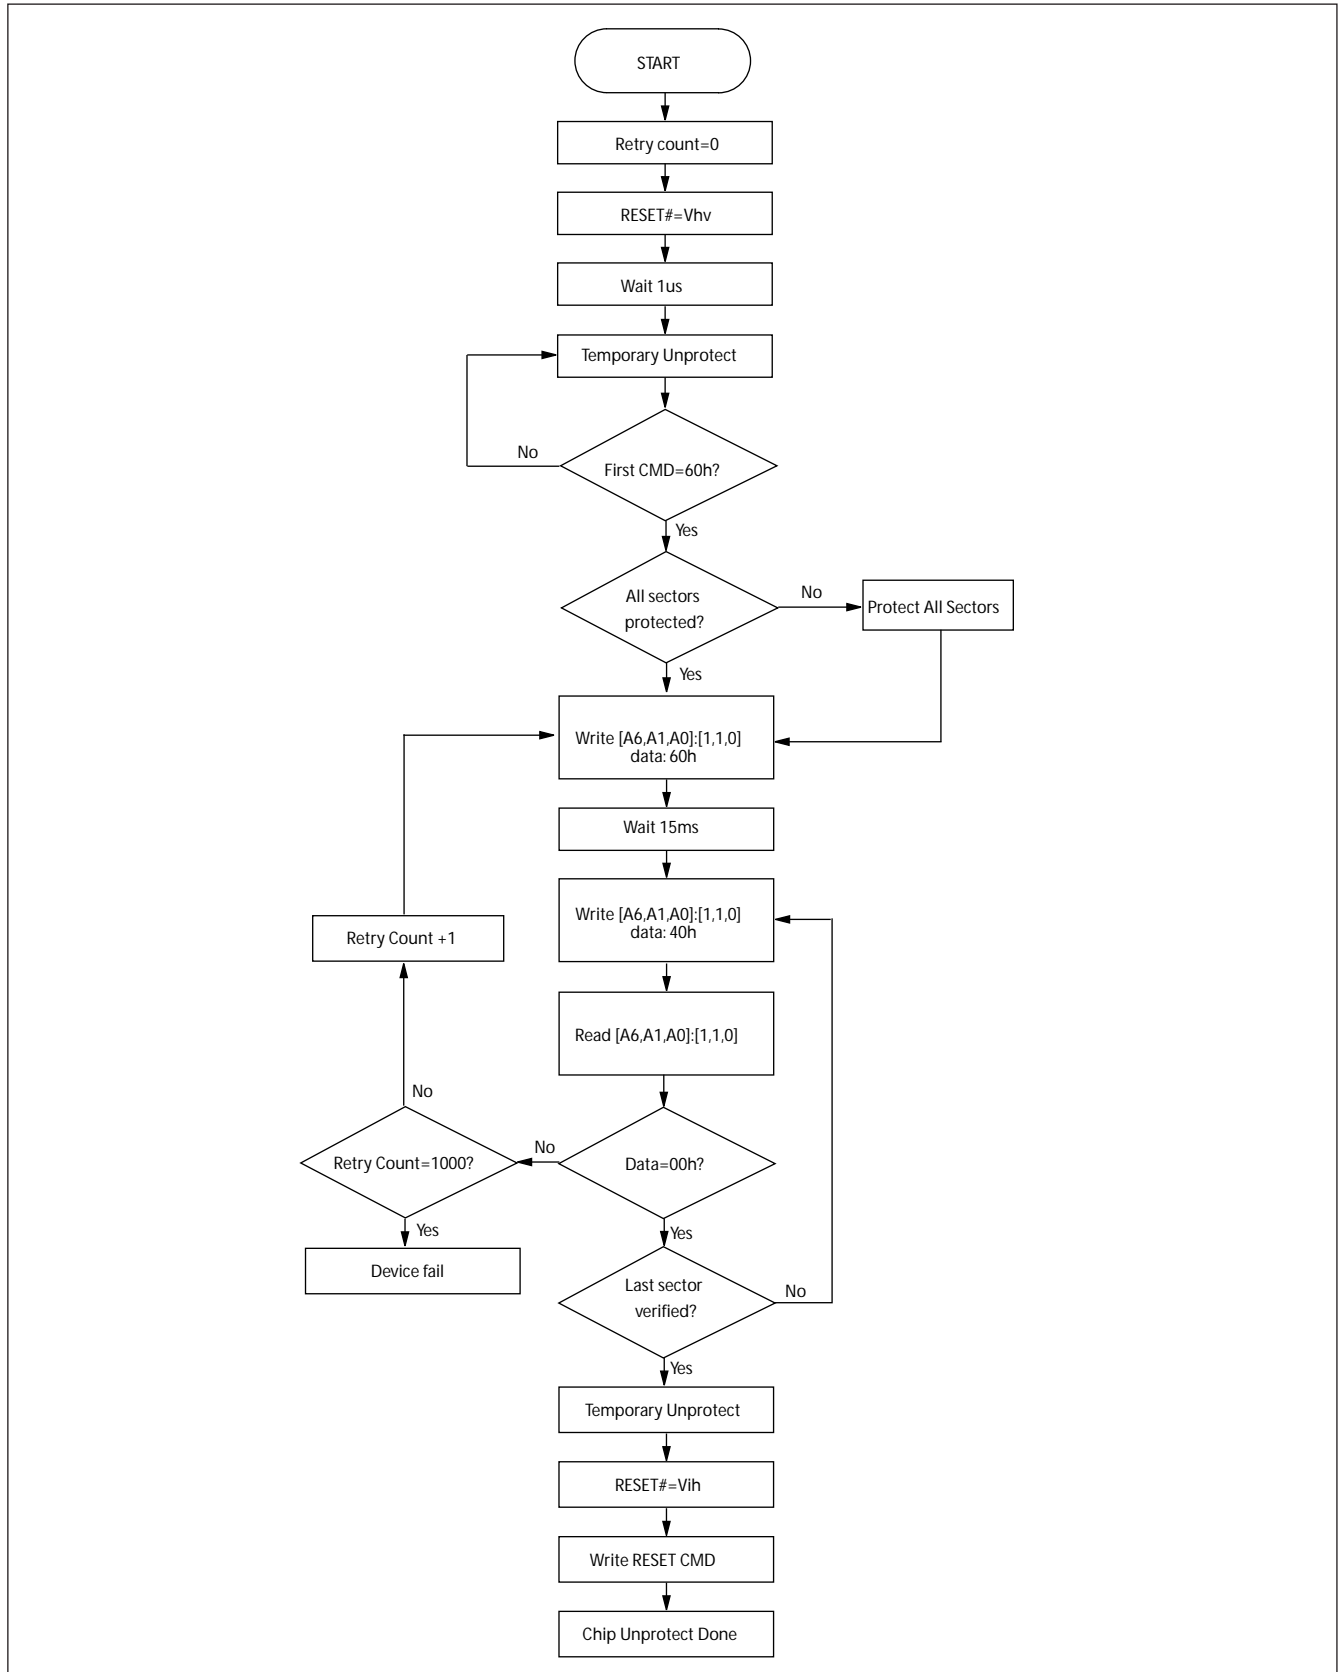 START
Retry count=0
RESET#=Vhv
Wait 1us
Temporary Unprotect
No
First CMD=60h?
Yes
All sectors
protected?
No
Protect All Sectors
Yes
Write [A6,A1,A0]:[1,1,0]
data: 60h
Wait 15ms
Write [A6,A1,A0]:[1,1,0]
data: 40h
Retry Count +1
Read [A6,A1,A0]:[1,1,0]
No
Retry Count=1000?
No
Data=00h?
Yes
Device fail
Yes
Last sector
verified?
No
Yes
Temporary Unprotect
RESET#=Vih
Write RESET CMD
Chip Unprotect Done